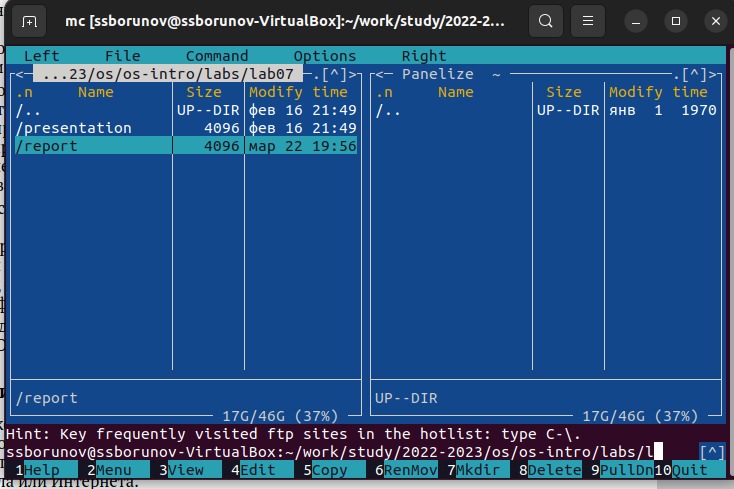 mc [ssborunov@ssborunov-VirtualBox]:~/work/study/2022-2...
Left File Command Options Right
<─ ...23/os/os-intro/labs/lab07 ─.[^]>
.n Name Size Modify time
/.. UP--DIR фев 16 21:49
/presentation 4096 фев 16 21:49
/report 4096 мар 22 19:56
/report
17G/46G (37%)
<─ Panelize ~ ─.[^]>
.n Name Size Modify time
/.. UP--DIR янв 1 1970
UP--DIR
17G/46G (37%)
Hint: Key frequently visited ftp sites in the hotlist: type C-\.
ssborunov@ssborunov-VirtualBox:~/work/study/2022-2023/os/os-intro/labs/l [^]
1Help 2Menu 3View 4Edit 5Copy 6RenMov 7Mkdir 8Delete 9PullDn 10Quit
ла или Интернета.